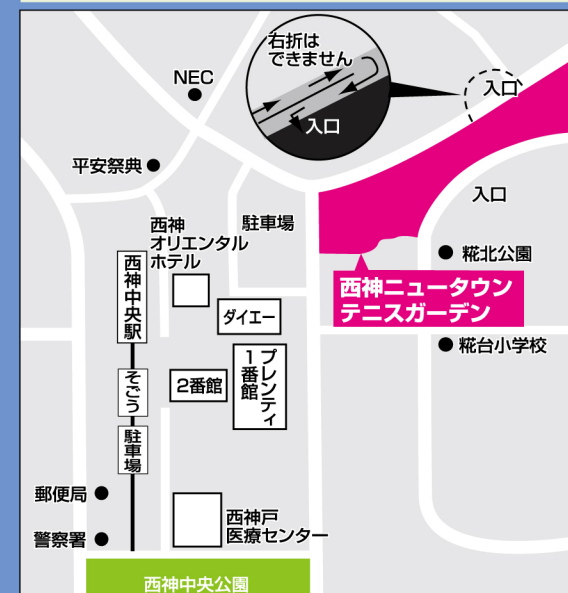 右折は
できません
入口
NEC
入口
平安祭典
入口
西神
オリエンタル
ホテル
駐車場
糀北公園
西神中央駅
西神ニュータウン
テニスガーデン
ダイエー
糀台小学校
そごう
2番館
プレンティ
1番館
駐車場
郵便局
西神戸
医療センター
警察署
西神中央公園